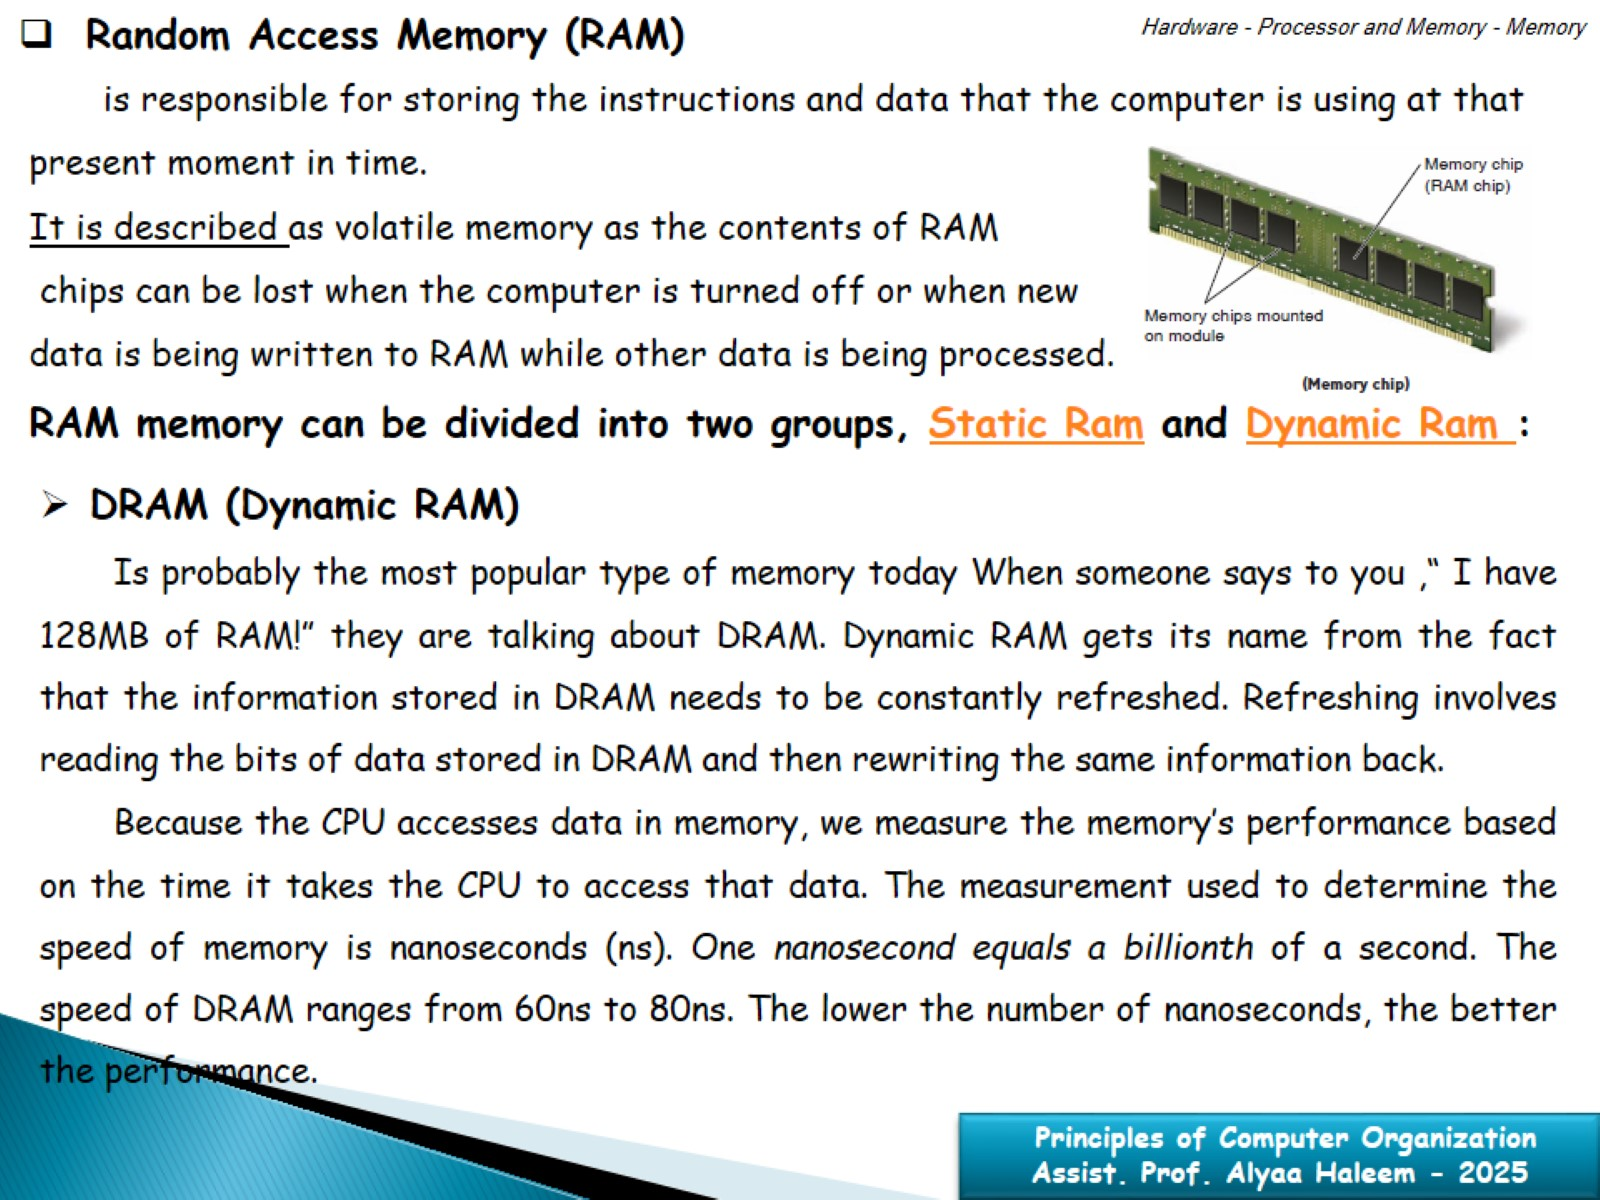 Hardware - Processor and Memory - Memory
❑ Random Access Memory (RAM)
is responsible for storing the instructions and data that the computer is using at that
present moment in time.
It is described as volatile memory as the contents of RAM
chips can be lost when the computer is turned off or when new
data is being written to RAM while other data is being processed.
Memory chip
(RAM chip)
Memory chips mounted
on module
(Memory chip)
RAM memory can be divided into two groups, Static Ram and Dynamic Ram :
➢ DRAM (Dynamic RAM)
Is probably the most popular type of memory today When someone says to you ,“ I have
128MB of RAM!” they are talking about DRAM. Dynamic RAM gets its name from the fact
that the information stored in DRAM needs to be constantly refreshed. Refreshing involves
reading the bits of data stored in DRAM and then rewriting the same information back.
Because the CPU accesses data in memory, we measure the memory’s performance based
on the time it takes the CPU to access that data. The measurement used to determine the
speed of memory is nanoseconds (ns). One nanosecond equals a billionth of a second. The
speed of DRAM ranges from 60ns to 80ns. The lower the number of nanoseconds, the better
the performance.
Principles of Computer Organization
Assist. Prof. Alyaa Haleem - 2025